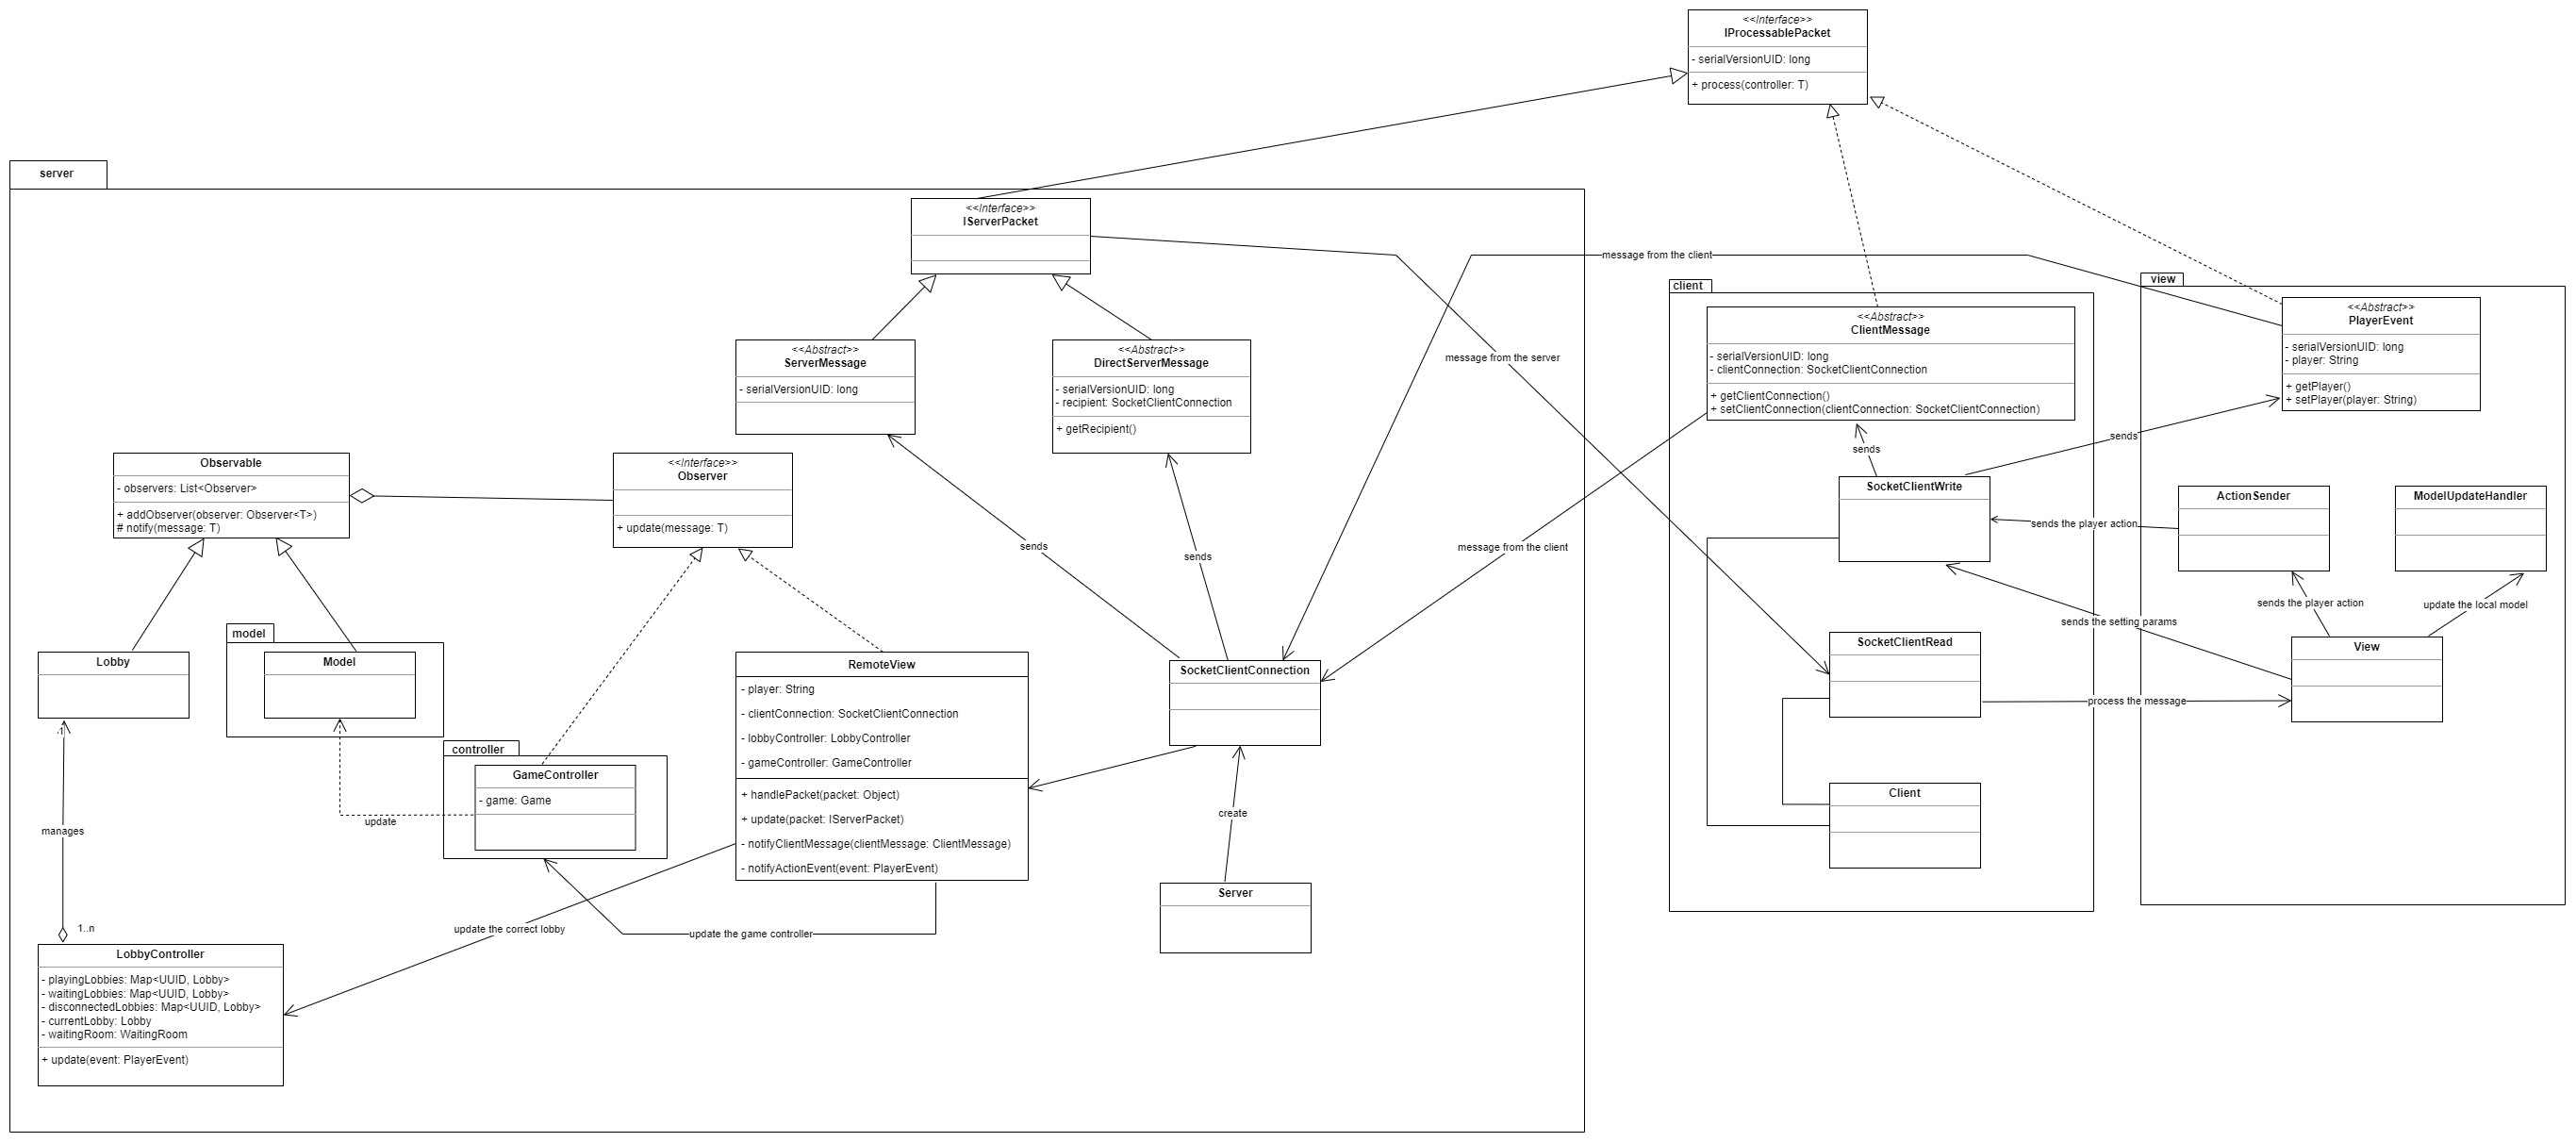 <<Interface>>
IProcessablePacket
- serialVersionUID: long
+ process(controller: T)
server
<<Interface>>
IServerPacket
message from the client
message from the server
<<Abstract>>
ServerMessage
- serialVersionUID: long
<<Abstract>>
DirectServerMessage
- serialVersionUID: long
- recipient: SocketClientConnection
+ getRecipient()
Observable
- observers: List<Observer>
+ addObserver(observer: Observer<T>)
# notify(message: T)
<<Interface>>
Observer
+ update(message: T)
sends
sends
message from the client
Lobby
model
Model
controller
GameController
- game: Game
update
RemoteView
- player: String
- clientConnection: SocketClientConnection
- lobbyController: LobbyController
- gameController: GameController
+ handlePacket(packet: Object)
+ update(packet: IServerPacket)
- notifyClientMessage(clientMessage: ClientMessage)
- notifyActionEvent(event: PlayerEvent)
SocketClientConnection
create
Server
.1
manages
1..n
update the correct lobby
update the game controller
LobbyController
- playingLobbies: Map<UUID, Lobby>
- waitingLobbies: Map<UUID, Lobby>
- disconnectedLobbies: Map<UUID, Lobby>
- currentLobby: Lobby
- waitingRoom: WaitingRoom
+ update(event: PlayerEvent)
client
<<Abstract>>
ClientMessage
- serialVersionUID: long
- clientConnection: SocketClientConnection
+ getClientConnection()
+ setClientConnection(clientConnection: SocketClientConnection)
sends
sends
SocketClientWrite
sends the player action
sends the setting params
SocketClientRead
process the message
Client
view
<<Abstract>>
PlayerEvent
- serialVersionUID: long
- player: String
+ getPlayer()
+ setPlayer(player: String)
ActionSender
ModelUpdateHandler
sends the player action
update the local model
View